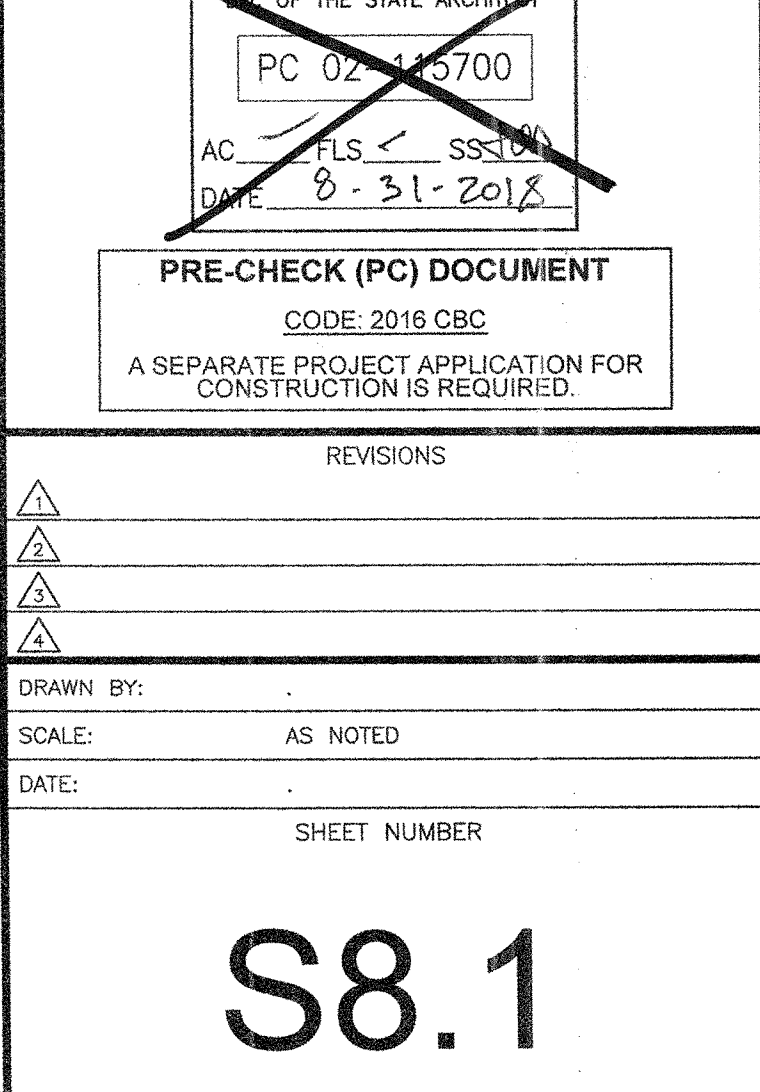 DIV. OF THE STATE ARCHITECT
PC 02-115700
AC FLS SS
DATE 8-31-2018
PRE-CHECK (PC) DOCUMENT
CODE: 2016 CBC
A SEPARATE PROJECT APPLICATION FOR
CONSTRUCTION IS REQUIRED.
REVISIONS
1
2
3
4
DRAWN BY: .
SCALE: AS NOTED
DATE: .
SHEET NUMBER
S8.1